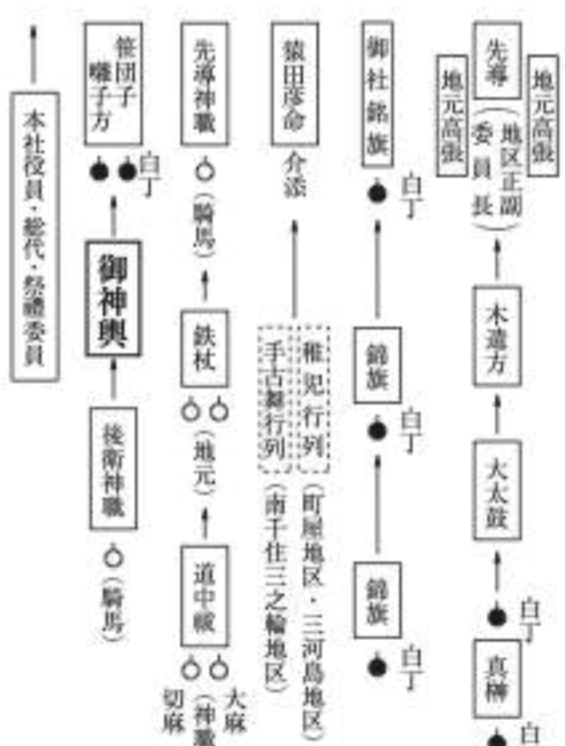 地元高張
先導
地元高張
（地区正副
委員長）
木遣方
大太鼓
白丁
真榊
白
御社銘旗
白丁
錦旗
白丁
錦旗
白丁
猿田彦命
介添
稚児行列
（町屋地区・三河島地区）
手古舞行列
（南千住三之輪地区）
先導神職
（騎馬）
鉄杖
（地元）
道中祓
大麻
（神職
切麻
笹団子
囃子方
白丁
御神輿
後衛神職
（騎馬）
本社役員・総代・祭禮委員